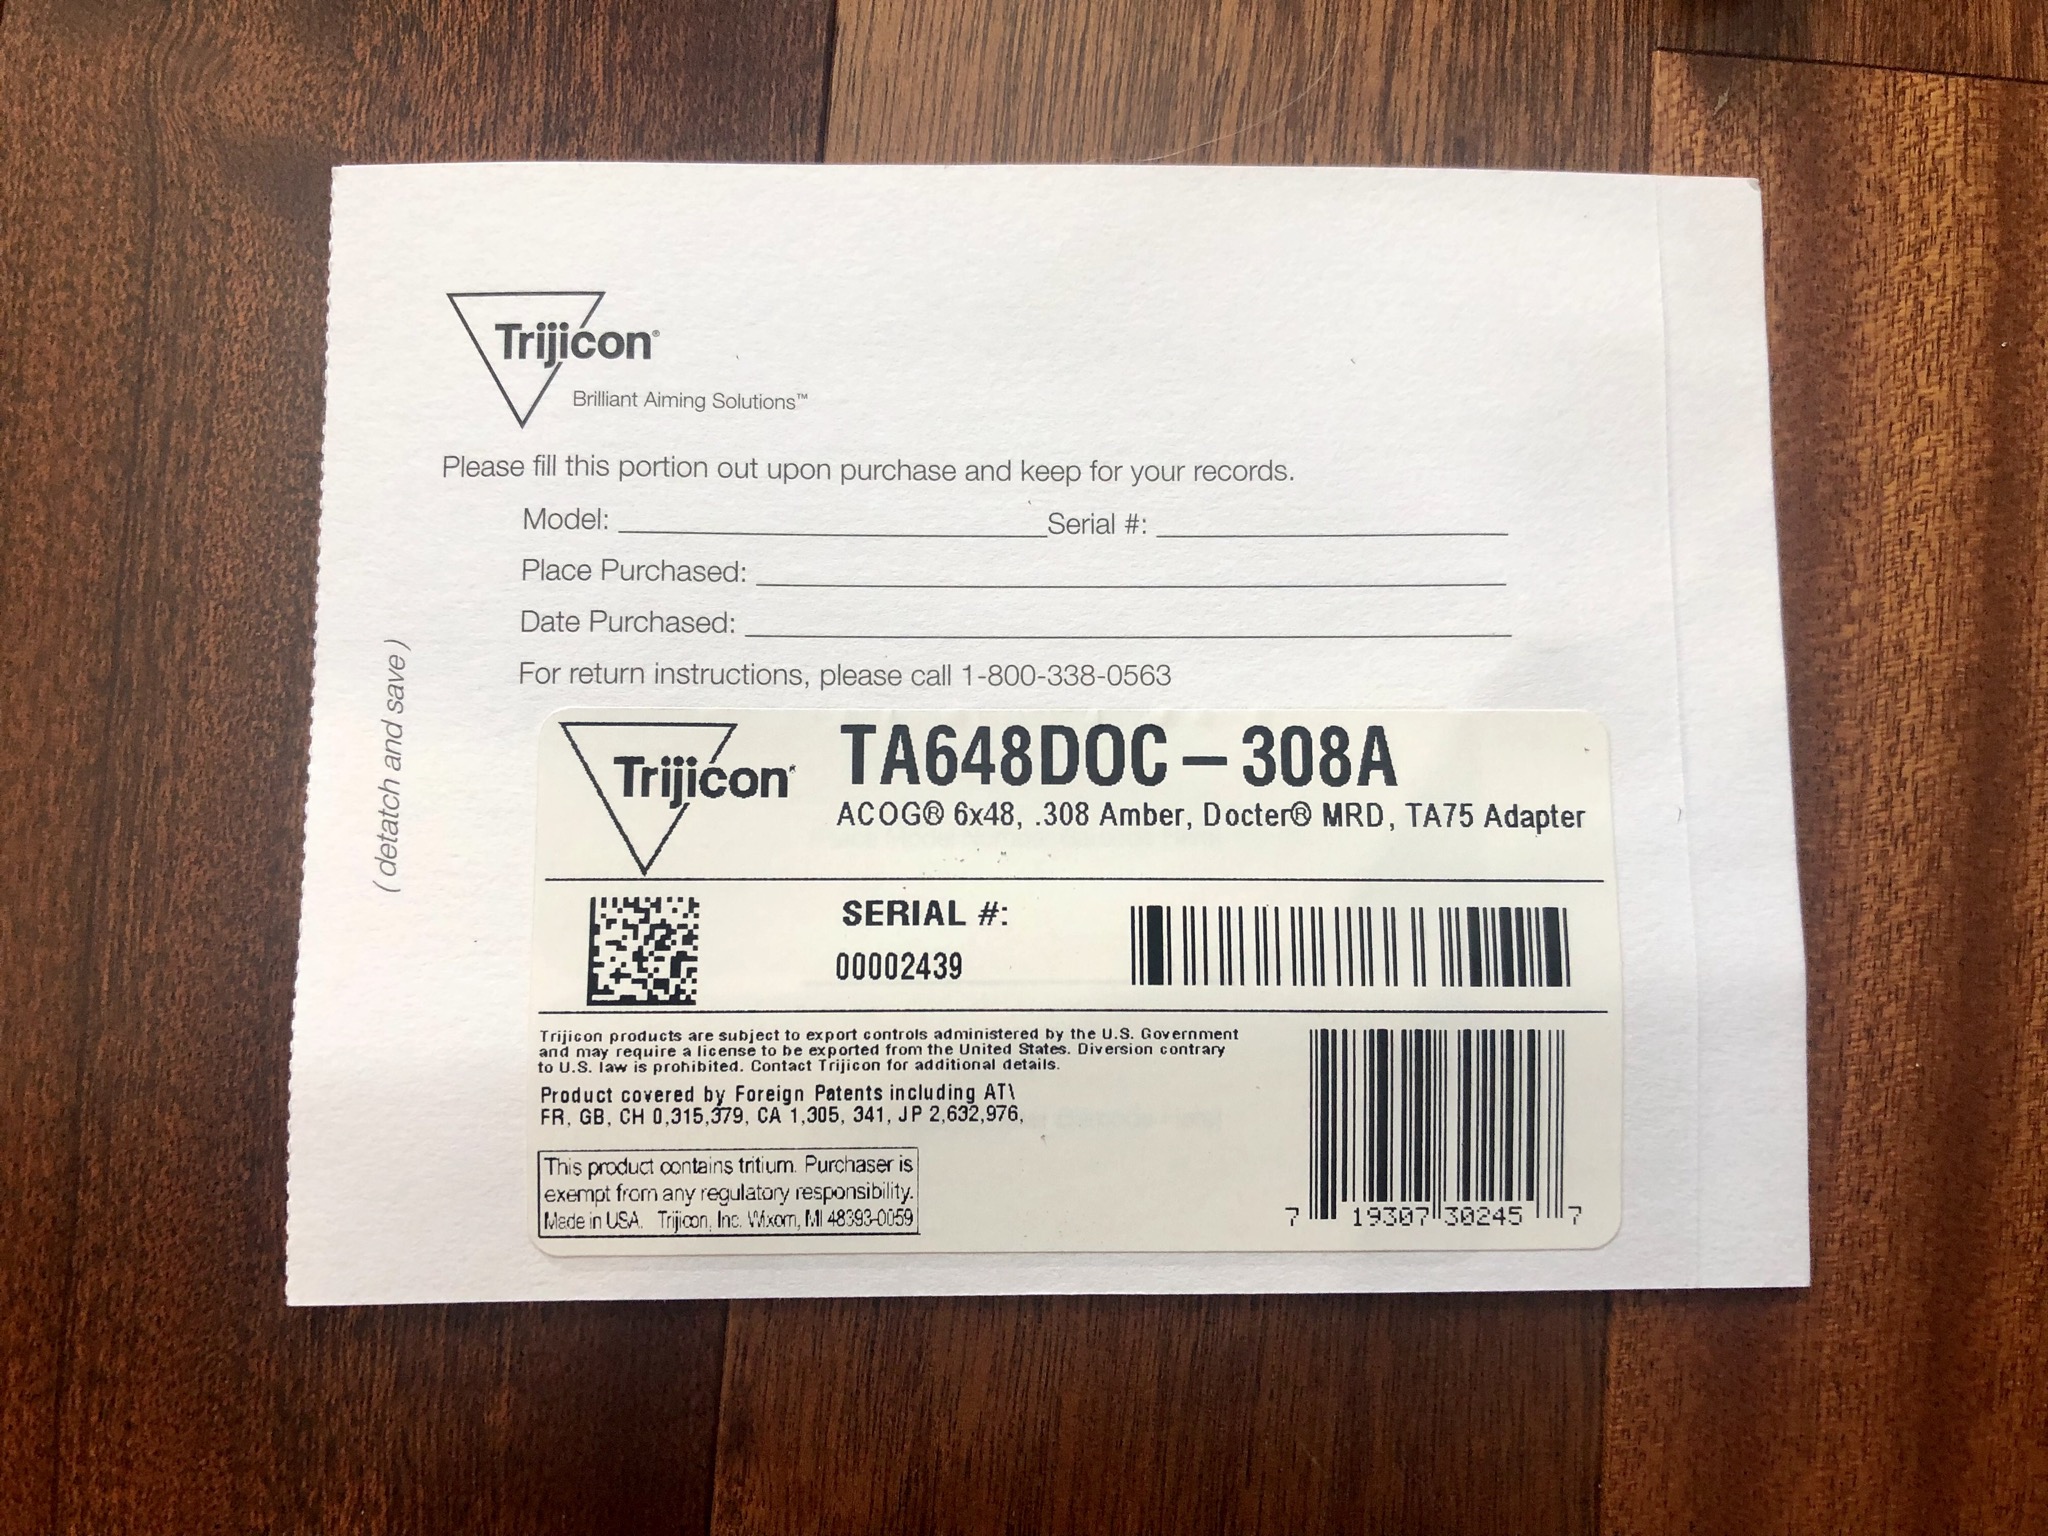 Trijicon®
Brilliant Aiming Solutions™
Please fill this portion out upon purchase and keep for your records.
Model: ____________________ Serial #: ____________________
Place Purchased: ____________________
Date Purchased: ____________________
For return instructions, please call 1-800-338-0563
( detatch and save )
Trijicon®
TA648DOC – 308A
ACOG® 6x48, .308 Amber, Docter® MRD, TA75 Adapter
SERIAL #:
00002439
Trijicon products are subject to export controls administered by the U.S. Government
and may require a license to be exported from the United States. Diversion contrary
to U.S. law is prohibited. Contact Trijicon for additional details.
Product covered by Foreign Patents including AT\
FR, GB, CH 0,315,379, CA 1,305, 341, JP 2,632,976,
This product contains tritium. Purchaser is
exempt from any regulatory responsibility.
Made in USA. Trijicon, Inc. Wixom, MI 48393-0059
7 19307 30245 7